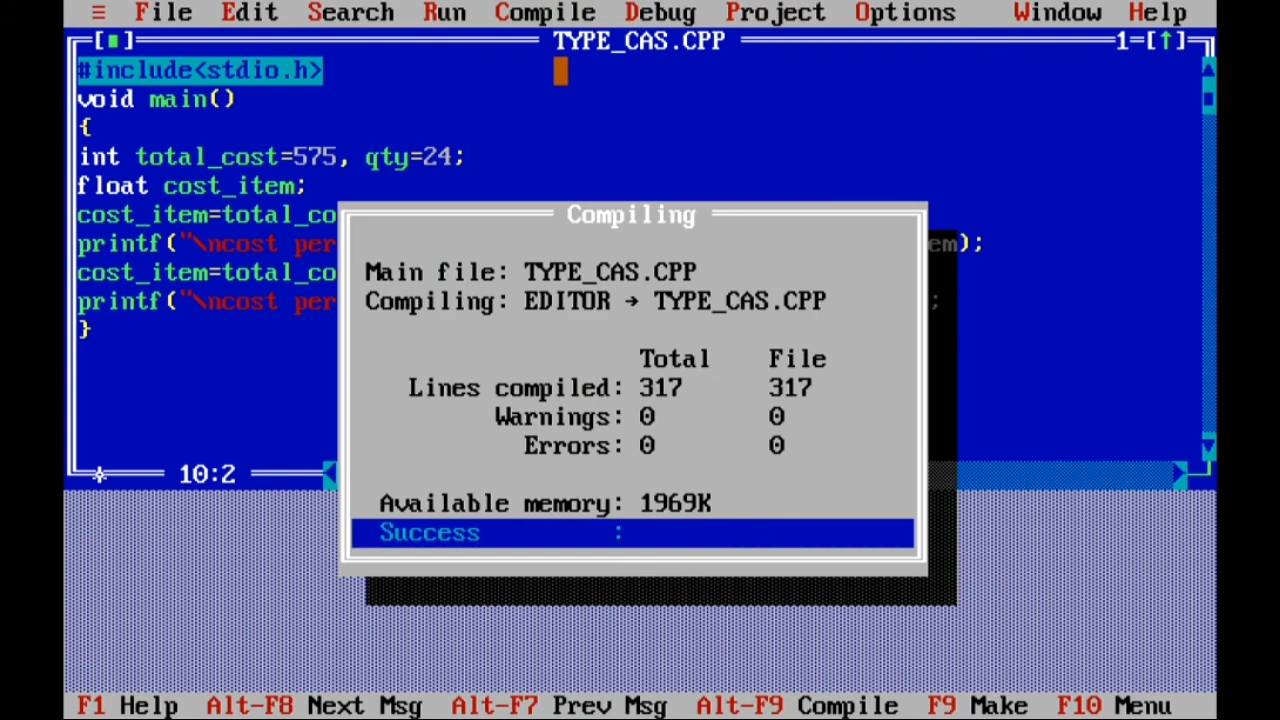 ≡ File Edit Search Run Compile Debug Project Options Window Help
[■] TYPE_CAS.CPP 1=[↑]
#include<stdio.h>
void main()
{
int total_cost=575, qty=24;
float cost_item;
cost_item=total_co
printf("\ncost per em);
cost_item=total_co
printf("\ncost per ;
}
10:2
Compiling
Main file: TYPE_CAS.CPP
Compiling: EDITOR → TYPE_CAS.CPP
Total File
Lines compiled: 317 317
Warnings: 0 0
Errors: 0 0
Available memory: 1969K
Success :
F1 Help Alt-F8 Next Msg Alt-F7 Prev Msg Alt-F9 Compile F9 Make F10 Menu